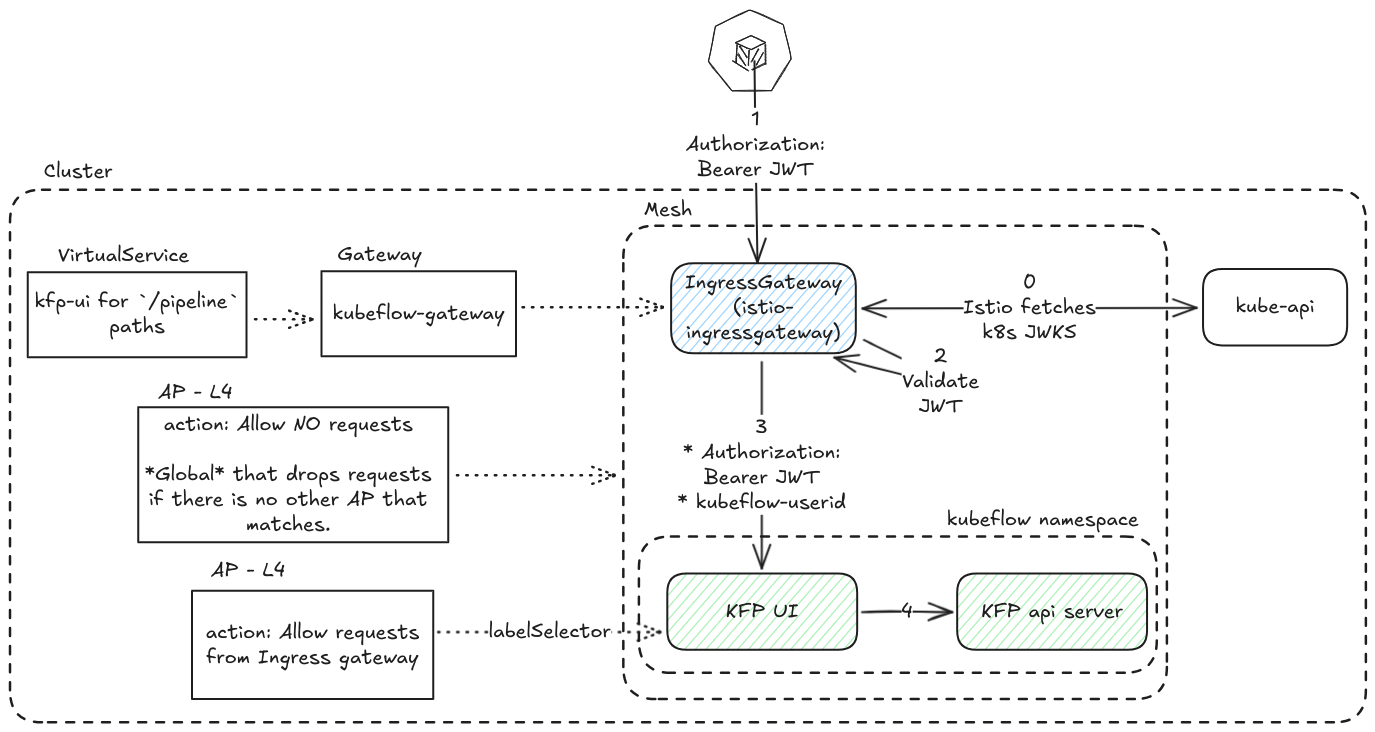 1
Authorization:
Bearer JWT
Cluster
Mesh
VirtualService
kfp-ui for `/pipeline`
paths
Gateway
kubeflow-gateway
IngressGateway
(istio-
ingressgateway)
0
Istio fetches
k8s JWKS
kube-api
2
Validate
JWT
AP - L4
action: Allow NO requests
*Global* that drops requests
if there is no other AP that
matches.
3
* Authorization:
Bearer JWT
* kubeflow-userid
kubeflow namespace
AP - L4
action: Allow requests
from Ingress gateway
labelSelector
KFP UI
4
KFP api server